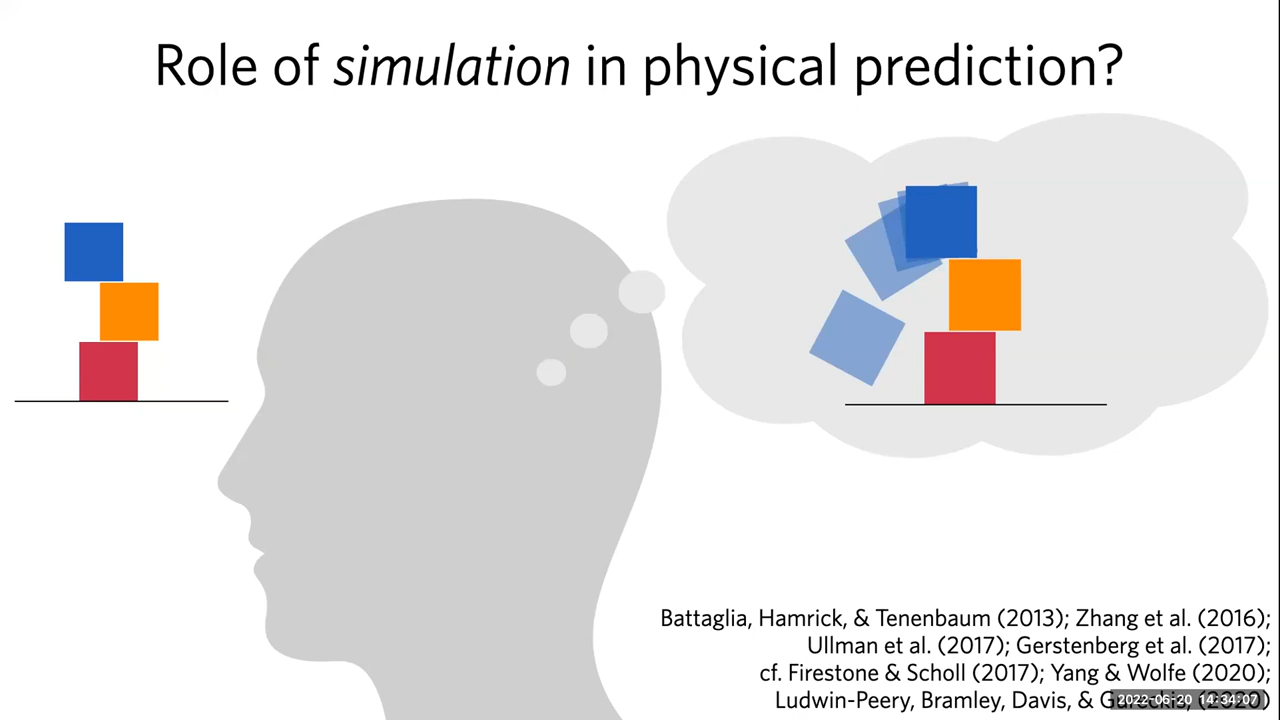 Role of simulation in physical prediction?
Battaglia, Hamrick, & Tenenbaum (2013); Zhang et al. (2016);
Ullman et al. (2017); Gerstenberg et al. (2017);
cf. Firestone & Scholl (2017); Yang & Wolfe (2020);
Ludwin-Peery, Bramley, Davis, & Gureckis, (2020)
2022-06-20 14:34:07